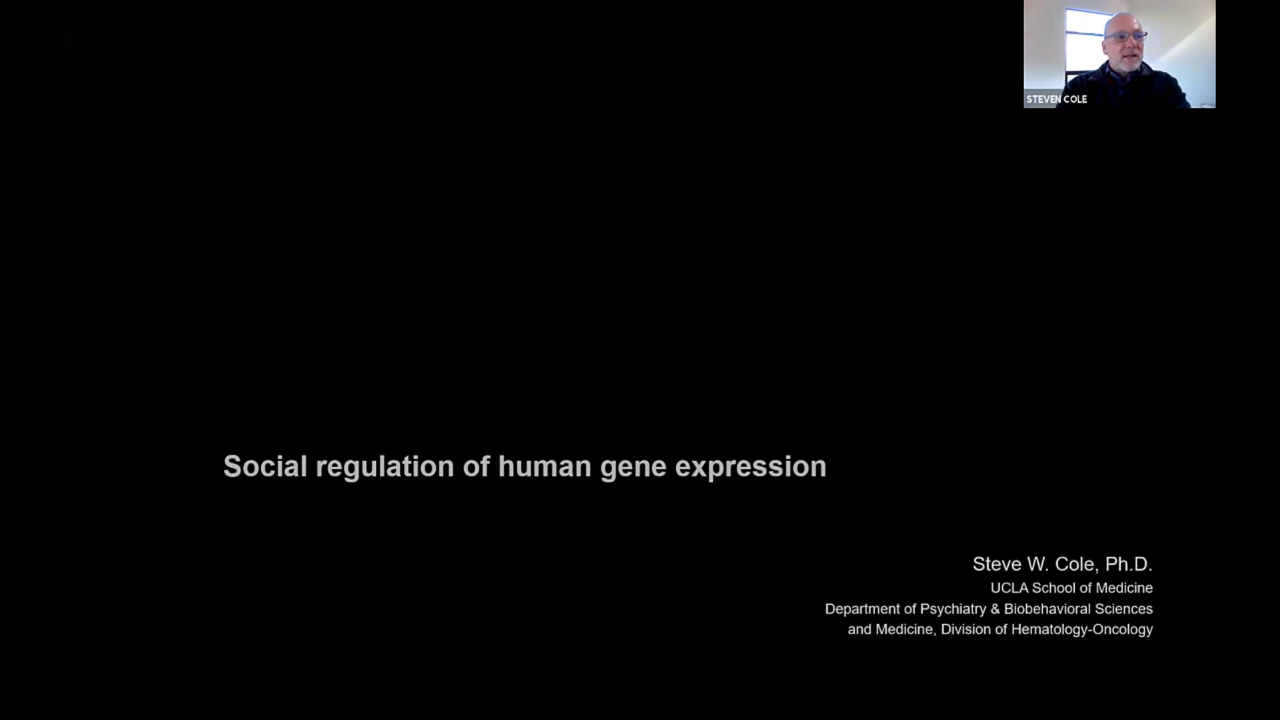 STEVEN COLE
Social regulation of human gene expression
Steve W. Cole, Ph.D.
UCLA School of Medicine
Department of Psychiatry & Biobehavioral Sciences
and Medicine, Division of Hematology-Oncology